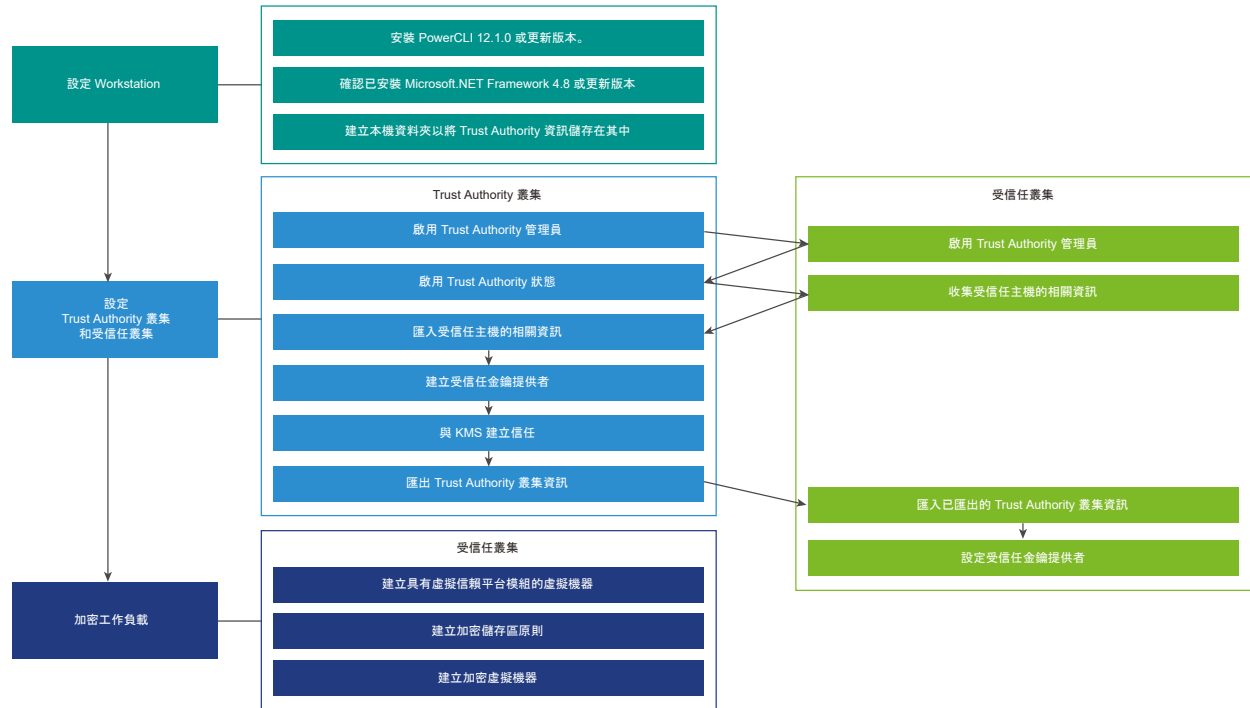 設定 Workstation
安裝 PowerCLI 12.1.0 或更新版本。
確認已安裝 Microsoft.NET Framework 4.8 或更新版本
建立本機資料夾以將 Trust Authority 資訊儲存在其中
設定
Trust Authority 叢集
和受信任叢集
Trust Authority 叢集
啟用 Trust Authority 管理員
啟用 Trust Authority 狀態
匯入受信任主機的相關資訊
建立受信任金鑰提供者
與 KMS 建立信任
匯出 Trust Authority 叢集資訊
受信任叢集
啟用 Trust Authority 管理員
收集受信任主機的相關資訊
匯入已匯出的 Trust Authority 叢集資訊
設定受信任金鑰提供者
加密工作負載
受信任叢集
建立具有虛擬信賴平台模組的虛擬機器
建立加密儲存區原則
建立加密虛擬機器